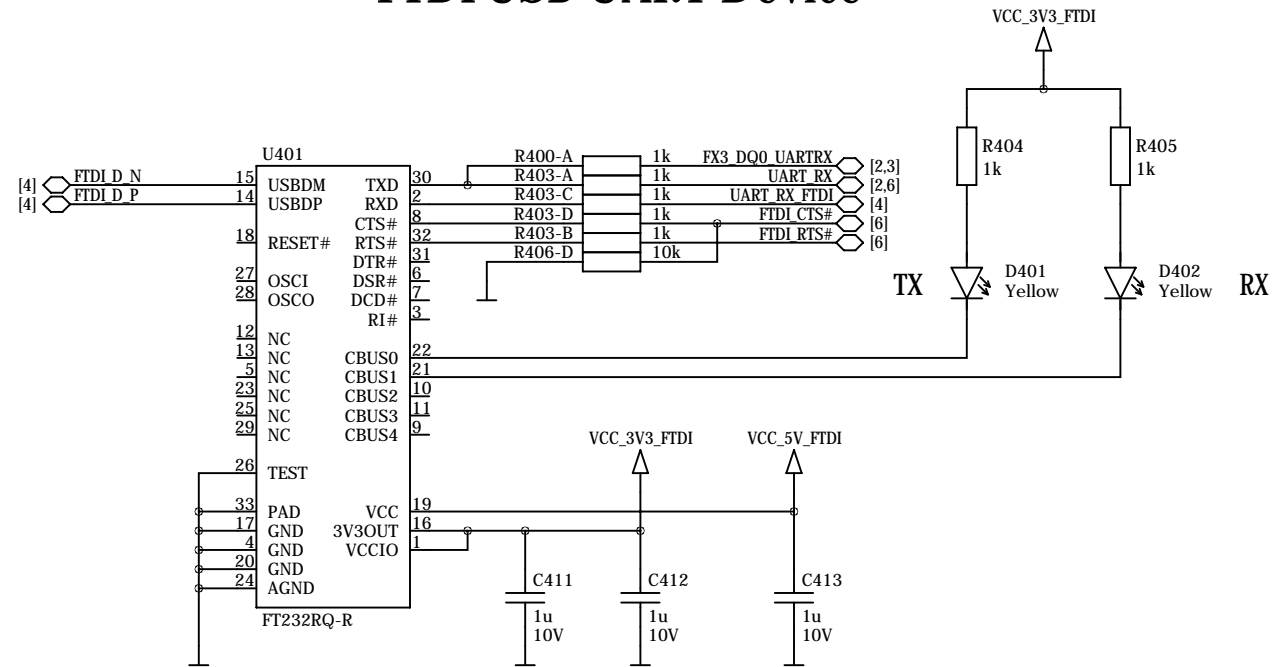 FTDI USB UART Device
VCC_3V3_FTDI
U401
R400-A 1k FX3_DQ0_UARTRX [2,3]
R404
1k
R405
1k
[4] FTDI_D_N 15 USBDM TXD 30 R403-A 1k UART_RX [2,6]
[4] FTDI_D_P 14 USBDP RXD 2 R403-C 1k UART_RX_FTDI [4]
CTS# 8 R403-D 1k FTDI_CTS# [6]
18 RESET# RTS# 32 R403-B 1k FTDI_RTS# [6]
DTR# 31 R406-D 10k
27 OSCI DSR# 6
28 OSCO DCD# 7
RI# 3
TX
D401
Yellow
D402
Yellow
RX
12 NC
13 NC CBUS0 22
5 NC CBUS1 21
23 NC CBUS2 10
25 NC CBUS3 11
29 NC CBUS4 9
VCC_3V3_FTDI
VCC_5V_FTDI
26 TEST
33 PAD VCC 19
17 GND 3V3OUT 16
4 GND VCCIO 1
20 GND
24 AGND
C411
1u
10V
C412
1u
10V
C413
1u
10V
FT232RQ-R